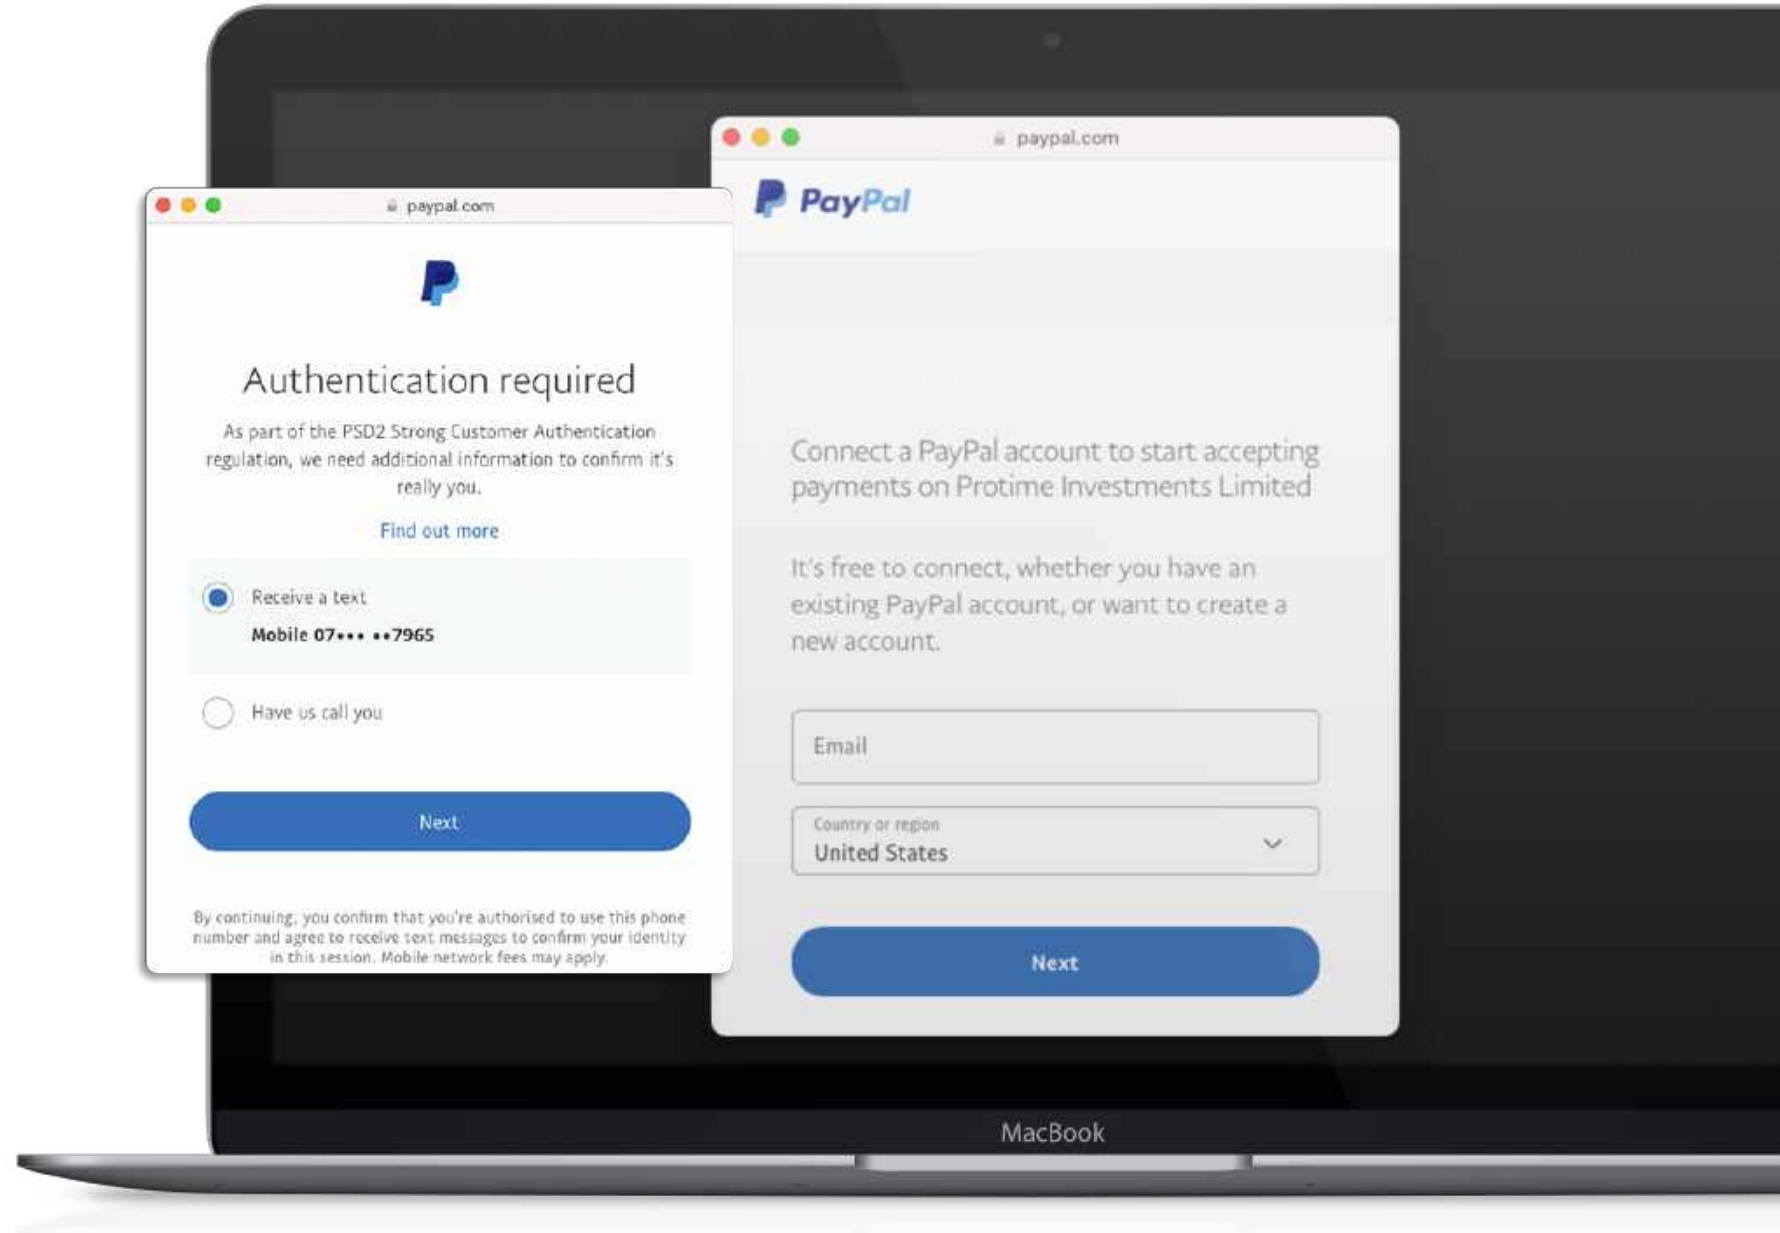 paypal.com
Authentication required
As part of the PSD2 Strong Customer Authentication
regulation, we need additional information to confirm it's
really you.
Find out more
Receive a text
Mobile 07••• ••7965
Have us call you
Next
By continuing, you confirm that you're authorised to use this phone
number and agree to receive text messages to confirm your identity
in this session. Mobile network fees may apply.
paypal.com
PayPal
Connect a PayPal account to start accepting
payments on Protime Investments Limited
It's free to connect, whether you have an
existing PayPal account, or want to create a
new account.
Email
Country or region
United States
Next
MacBook